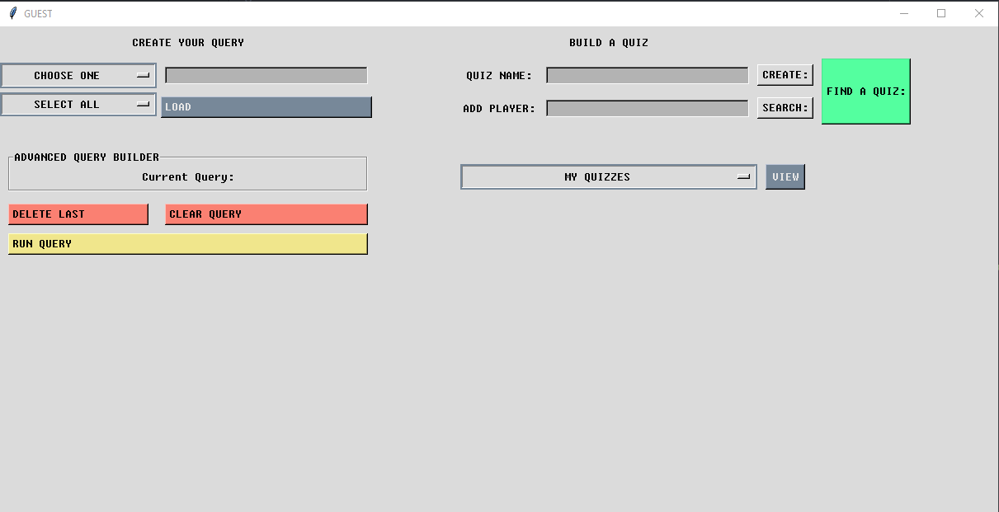 GUEST
CREATE YOUR QUERY
CHOOSE ONE
SELECT ALL
LOAD
ADVANCED QUERY BUILDER
Current Query:
DELETE LAST
CLEAR QUERY
RUN QUERY
BUILD A QUIZ
QUIZ NAME:
CREATE:
ADD PLAYER:
SEARCH:
FIND A QUIZ:
MY QUIZZES
VIEW